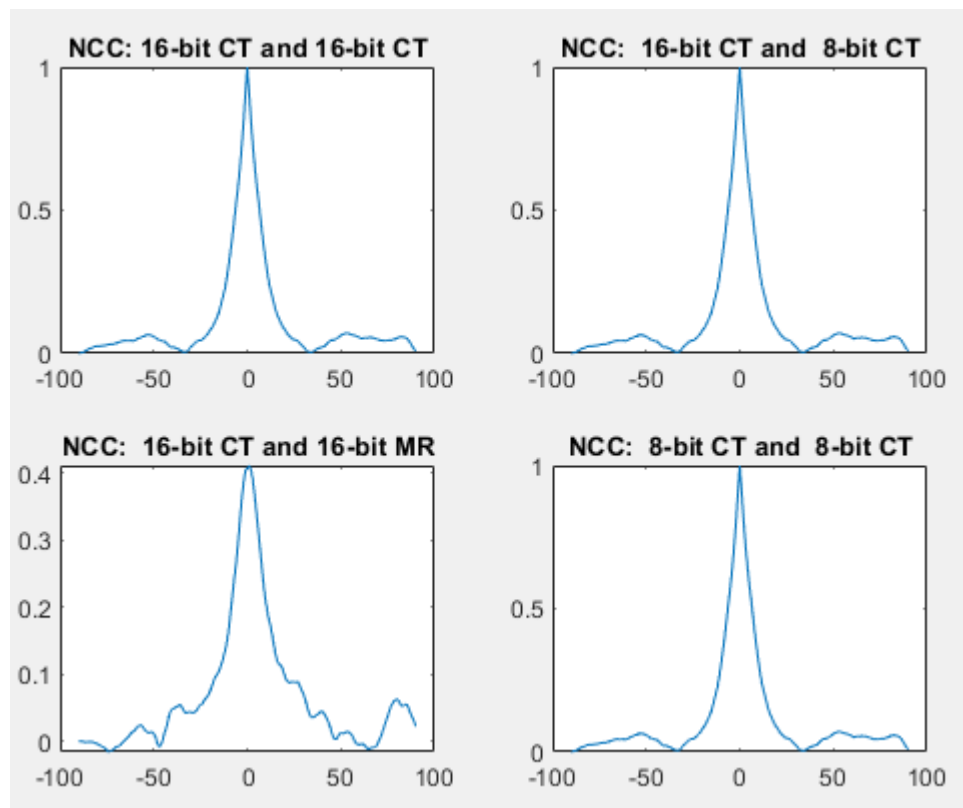 NCC: 16-bit CT and 16-bit CT
1
0.5
0
-100 -50 0 50 100
NCC: 16-bit CT and 8-bit CT
1
0.5
0
-100 -50 0 50 100
NCC: 16-bit CT and 16-bit MR
0.4
0.3
0.2
0.1
0
-100 -50 0 50 100
NCC: 8-bit CT and 8-bit CT
1
0.5
0
-100 -50 0 50 100